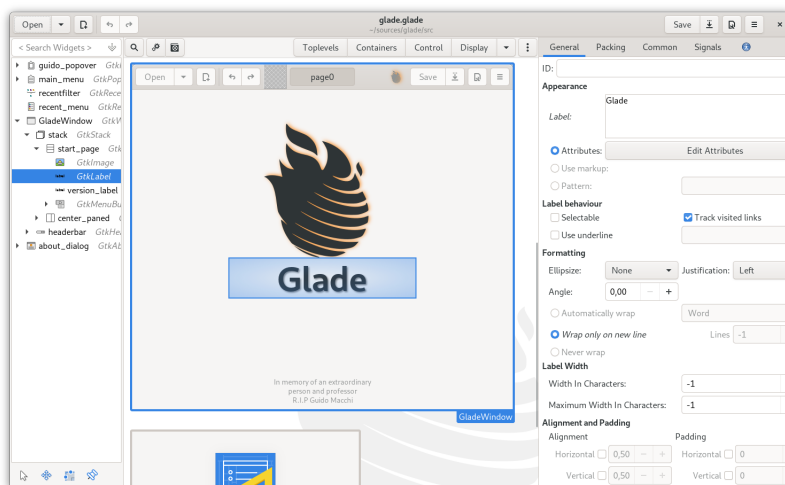 glade.glade
~/sources/glade/src
Open
Save
< Search Widgets >
Toplevels Containers Control Display
General Packing Common Signals
guido_popover
main_menu
recentfilter
recent_menu
GladeWindow
stack GtkStack
start_page
GtkImage
GtkLabel
version_label
center_paned
headerbar
about_dialog
Open page0 Save
Glade
In memory of an extraordinary
person and professor
R.I.P Guido Macchi
GladeWindow
ID:
Appearance
Label: Glade
Attributes: Edit Attributes
Use markup:
Pattern:
Label behaviour
Selectable Track visited links
Use underline
Formatting
Ellipsize: None Justification: Left
Angle: 0,00 − +
Automatically wrap Word
Wrap only on new line Lines -1
Never wrap
Label Width
Width In Characters: -1
Maximum Width In Characters: -1
Alignment and Padding
Alignment Padding
Horizontal 0,50 − + Horizontal 0
Vertical 0,50 − + Vertical 0